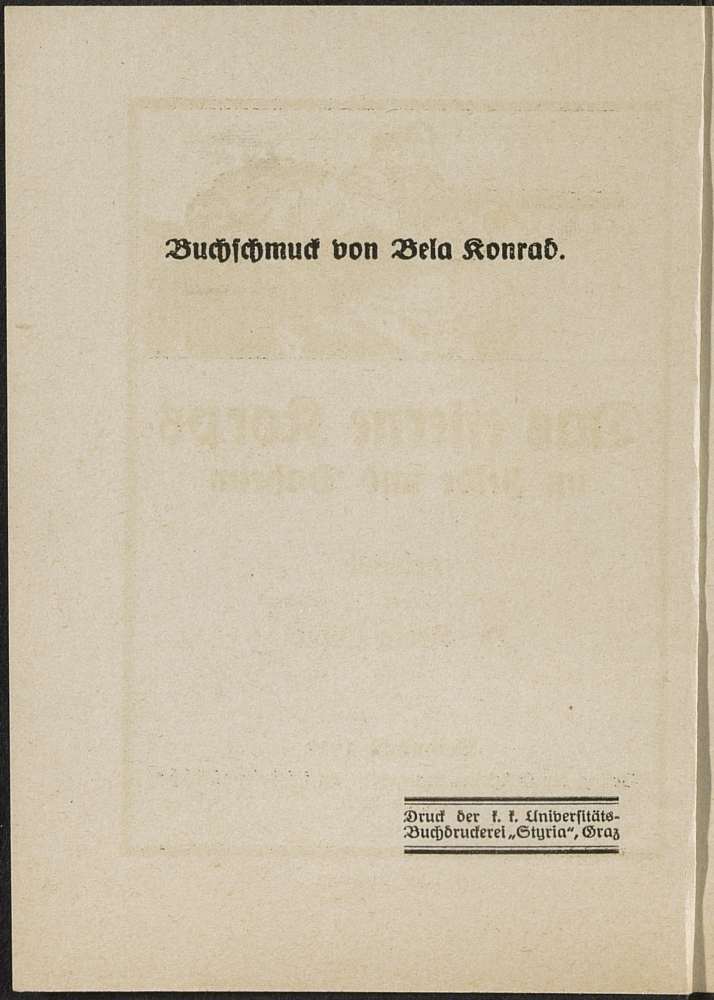 Buchschmuck von Bela Konrad.
Druck der k. k. Universitäts-
Buchdruckerei „Styria“, Graz